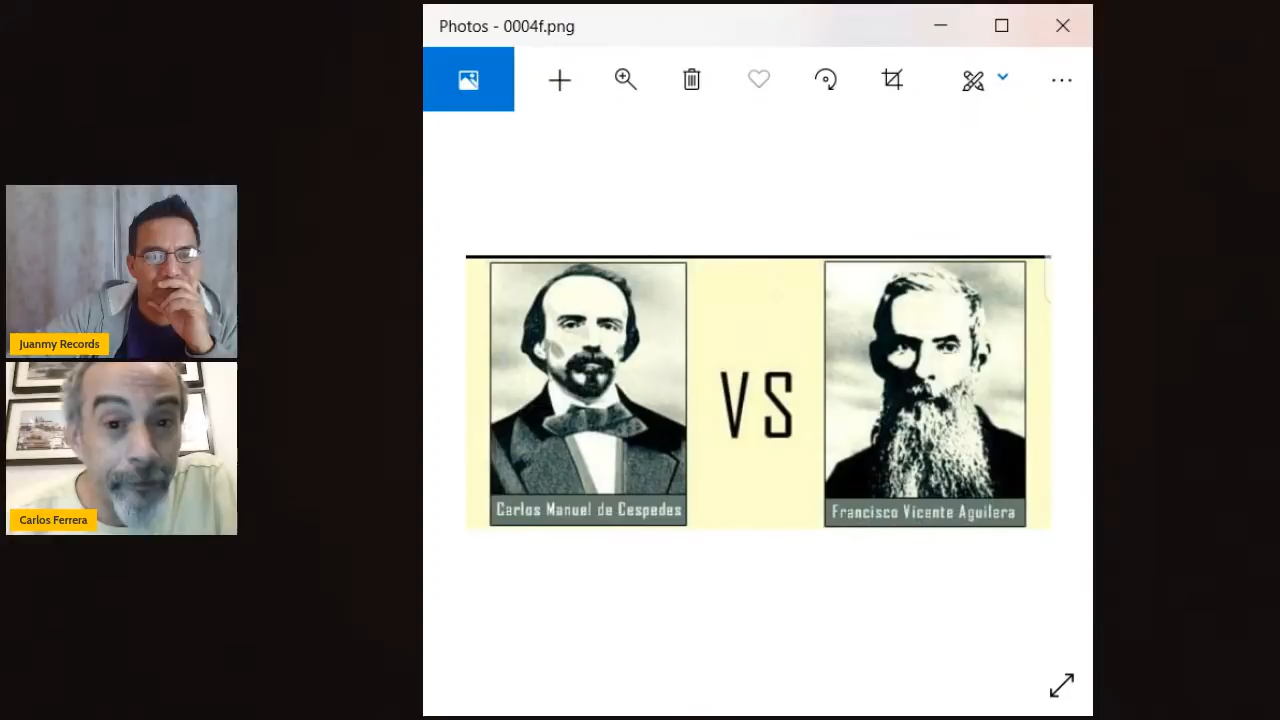 Photos - 0004f.png
Juanmy Records
Carlos Ferrera
VS
Carlos Manuel de Cespedes
Francisco Vicente Aguilera